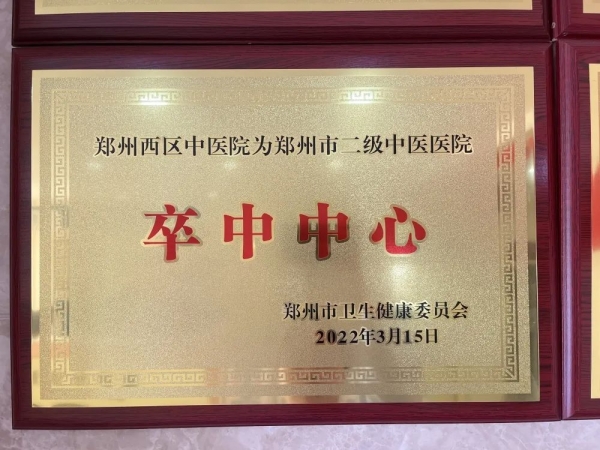 郑州西区中医院为郑州市二级中医医院
卒中中心
郑州市卫生健康委员会
2022年3月15日